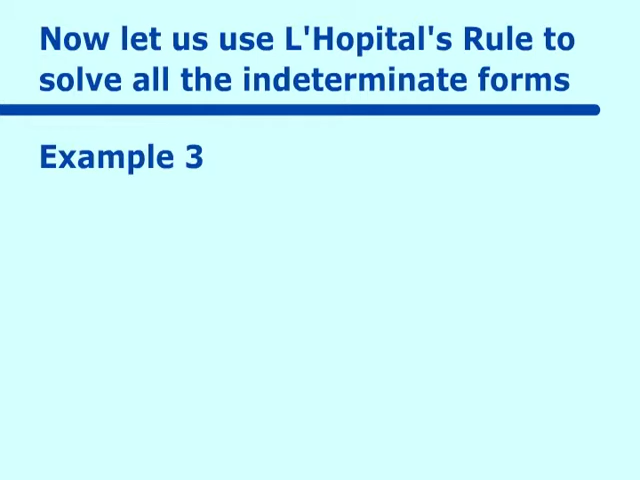 Now let us use L'Hopital's Rule to
solve all the indeterminate forms
Example 3